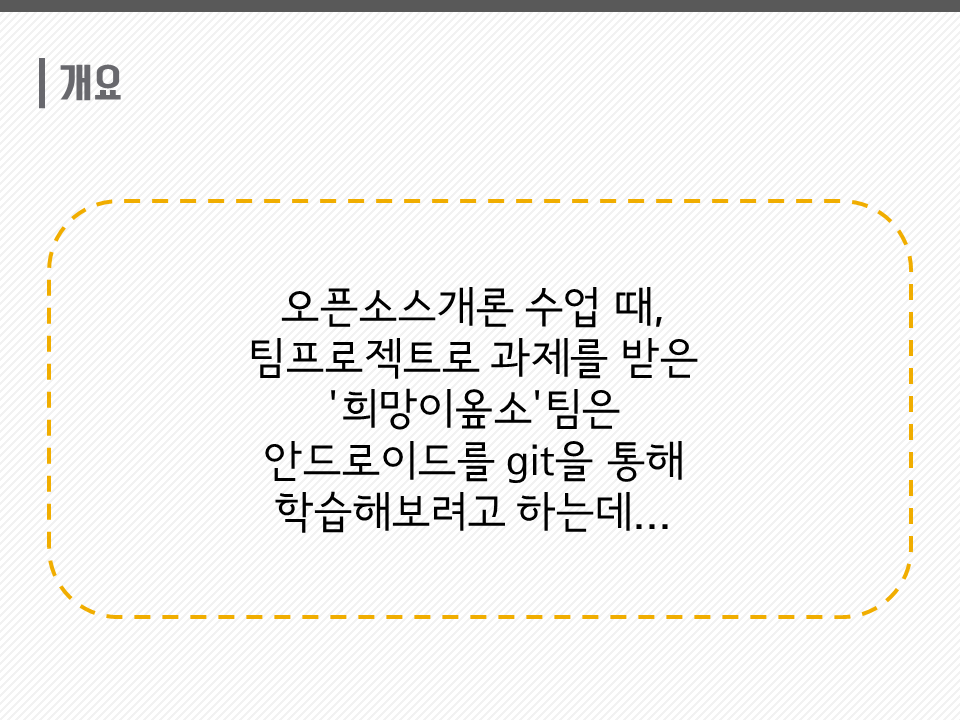 개요
오픈소스개론 수업 때,
팀프로젝트로 과제를 받은
'희망이옾소'팀은
안드로이드를 git을 통해
학습해보려고 하는데...